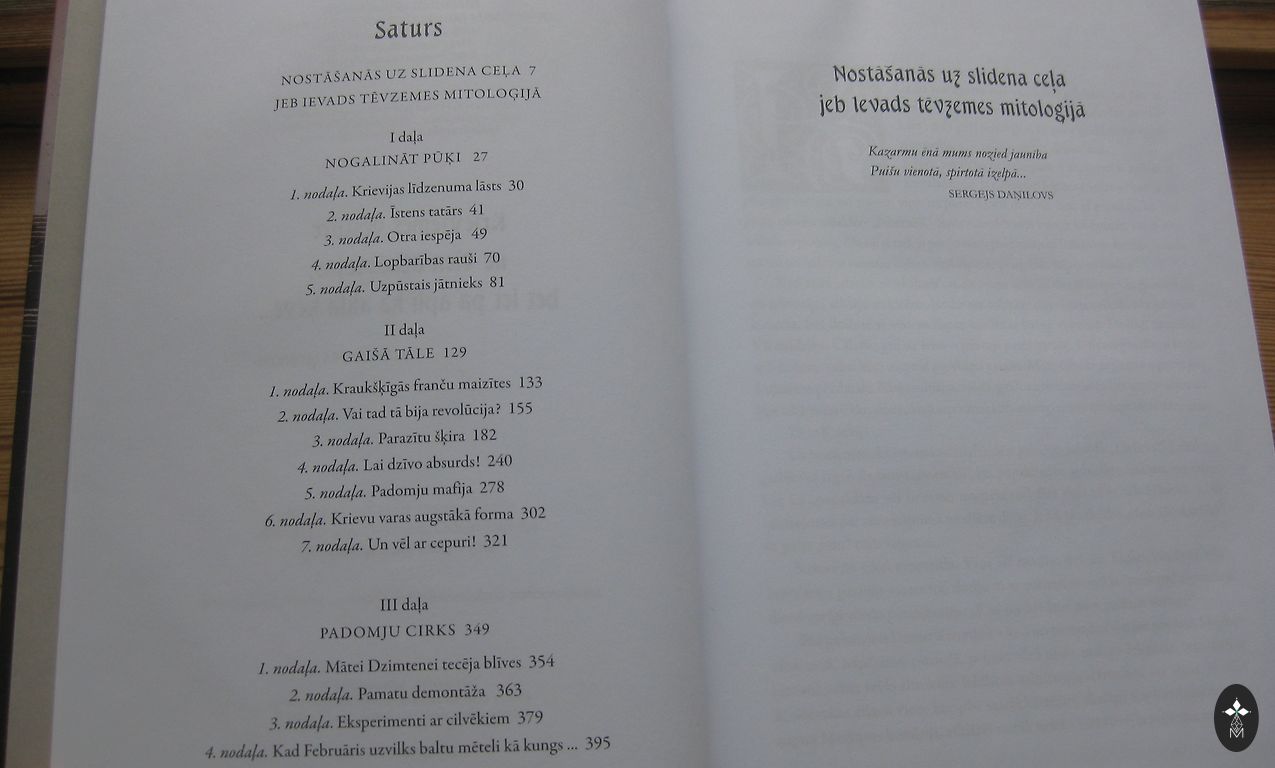 Saturs
NOSTĀŠANĀS UZ SLIDENA CEĻA 7
JEB IEVADS TĒVZEMES MITOLOĢIJĀ
I daļa
NOGALINĀT PŪĶI 27
1. nodaļa. Krievijas līdzenuma lāsts 30
2. nodaļa. Īstens tatārs 41
3. nodaļa. Otra iespēja 49
4. nodaļa. Lopbarības rauši 70
5. nodaļa. Uzpūstais jātnieks 81
II daļa
GAIŠĀ TĀLE 129
1. nodaļa. Kraukšķīgās franču maizītes 133
2. nodaļa. Vai tad tā bija revolūcija? 155
3. nodaļa. Parazītu šķira 182
4. nodaļa. Lai dzīvo absurds! 240
5. nodaļa. Padomju mafija 278
6. nodaļa. Krievu varas augstākā forma 302
7. nodaļa. Un vēl ar cepuri! 321
III daļa
PADOMJU CIRKS 349
1. nodaļa. Mātei Dzimtenei tecēja blīves 354
2. nodaļa. Pamatu demontāža 363
3. nodaļa. Eksperimenti ar cilvēkiem 379
4. nodaļa. Kad Februāris uzvilks baltu mēteli kā kungs ... 395
Nostāšanās uz slidena ceļa
jeb Ievads tēvzemes mitoloģijā
Kazarmu ēnā mums nozied jaunība
Puišu vienotā, spirtotā izelpā...
SERGEJS DAŅILOVS